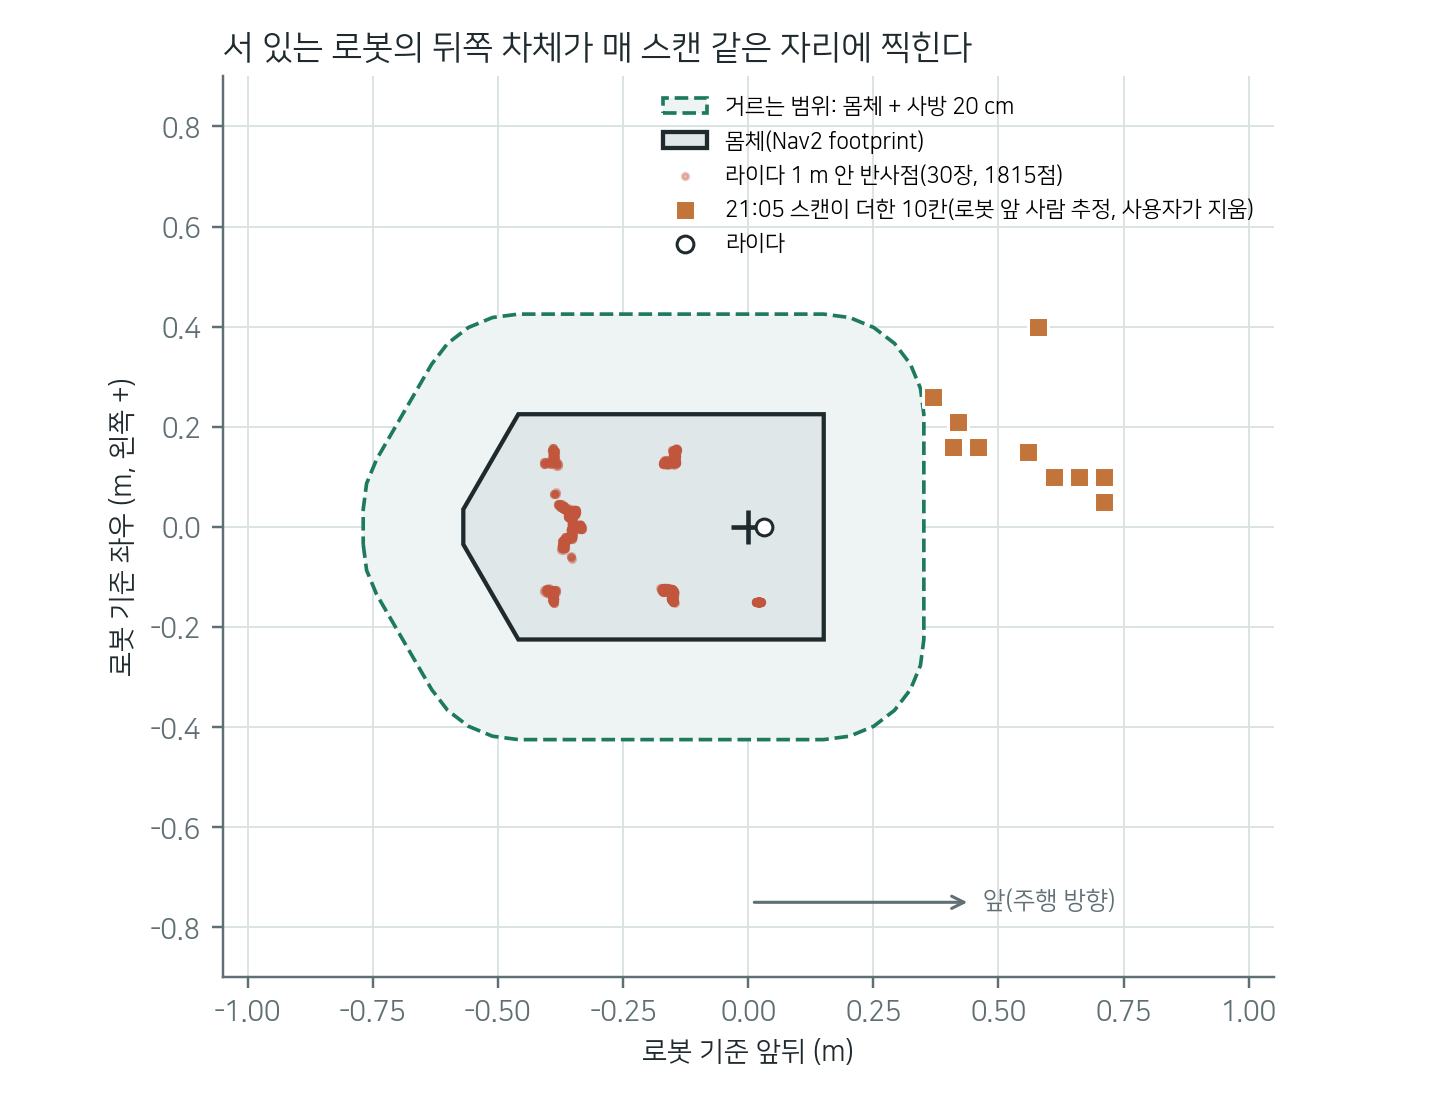 서 있는 로봇의 뒤쪽 차체가 매 스캔 같은 자리에 찍힌다
거르는 범위: 몸체 + 사방 20 cm
몸체(Nav2 footprint)
라이다 1 m 안 반사점(30장, 1815점)
21:05 스캔이 더한 10칸(로봇 앞 사람 추정, 사용자가 지움)
라이다
로봇 기준 좌우 (m, 왼쪽 +)
0.8
0.6
0.4
0.2
0.0
-0.2
-0.4
-0.6
-0.8
앞(주행 방향)
-1.00 -0.75 -0.50 -0.25 0.00 0.25 0.50 0.75 1.00
로봇 기준 앞뒤 (m)